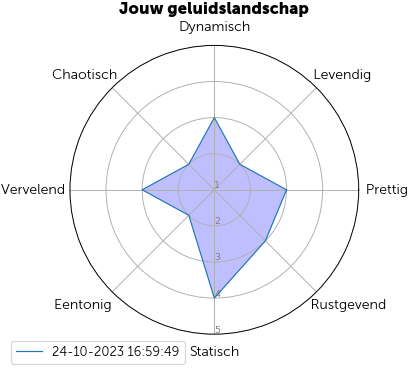 Jouw geluidslandschap
Dynamisch
Chaotisch
Levendig
Vervelend
Prettig
1
2
3
4
5
Eentonig
Rustgevend
Statisch
24-10-2023 16:59:49